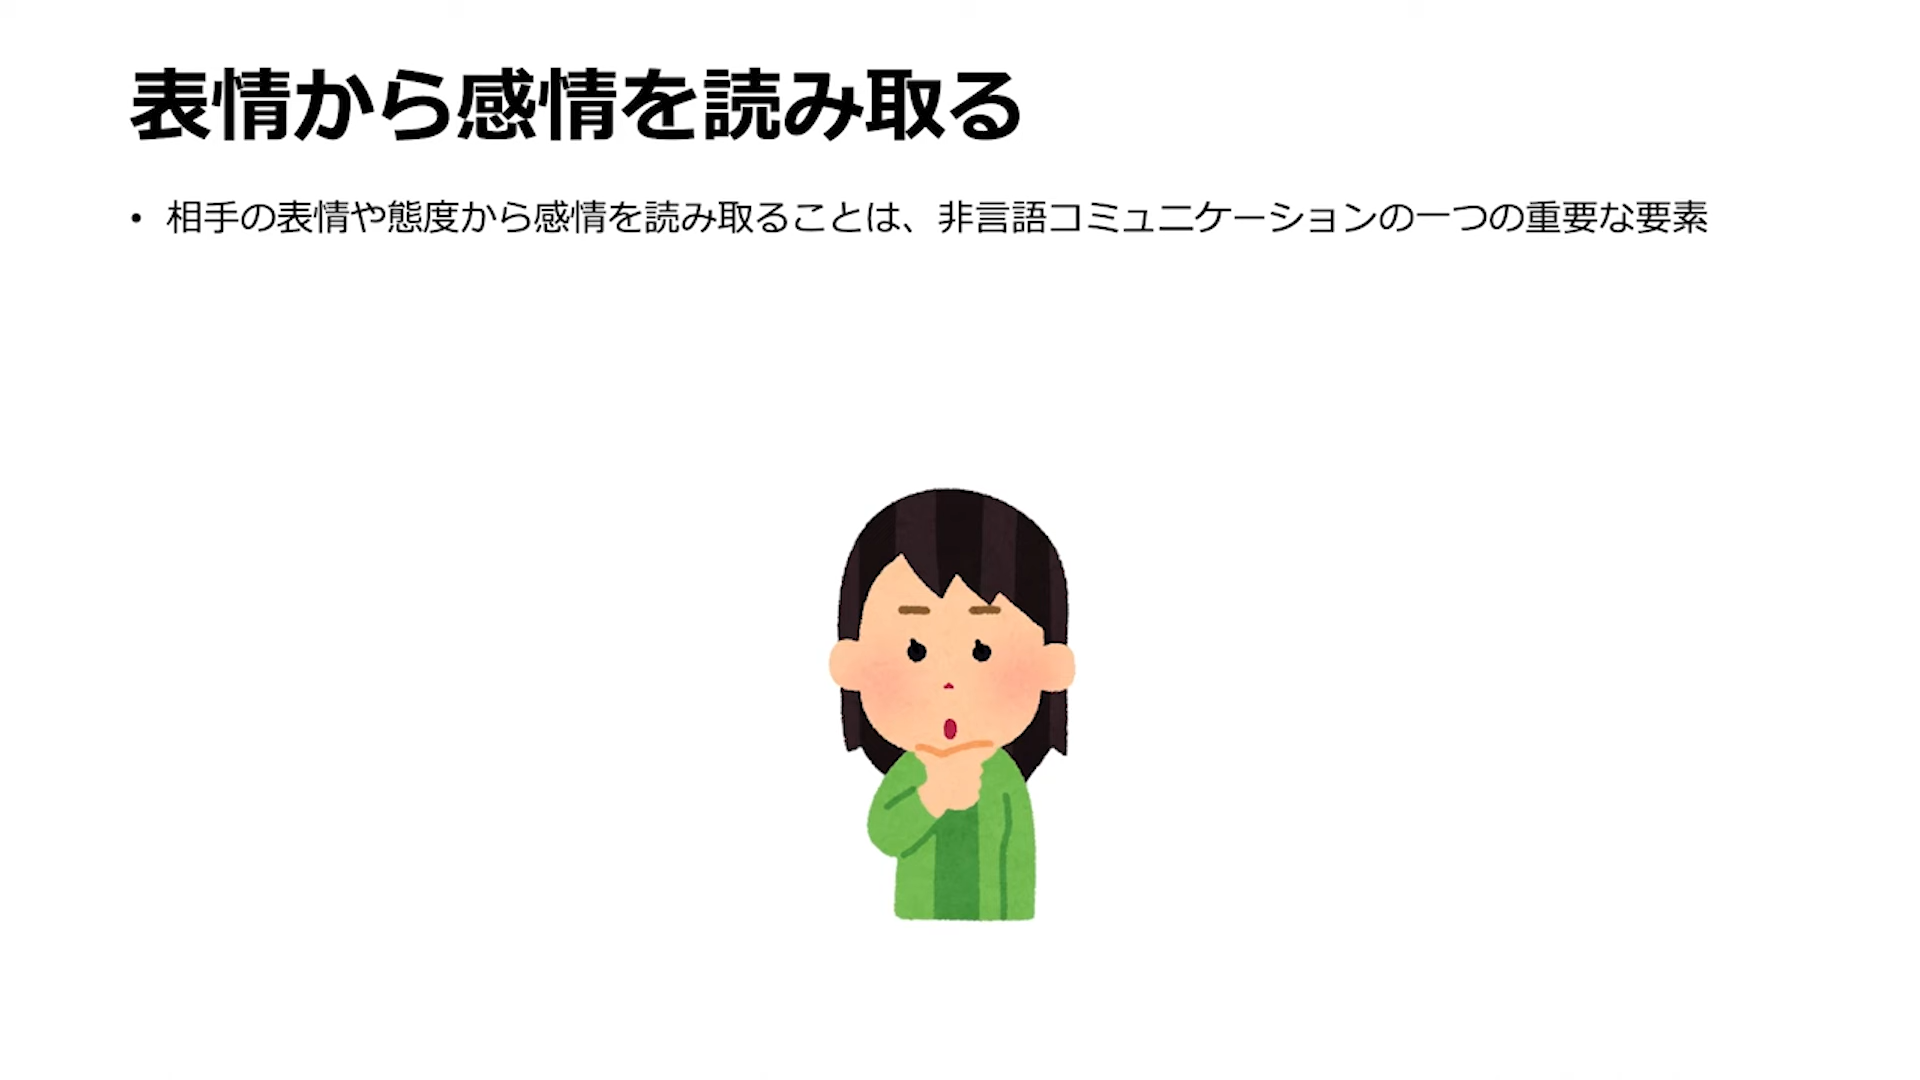 表情から感情を読み取る
• 相手の表情や態度から感情を読み取ることは、非言語コミュニケーションの一つの重要な要素